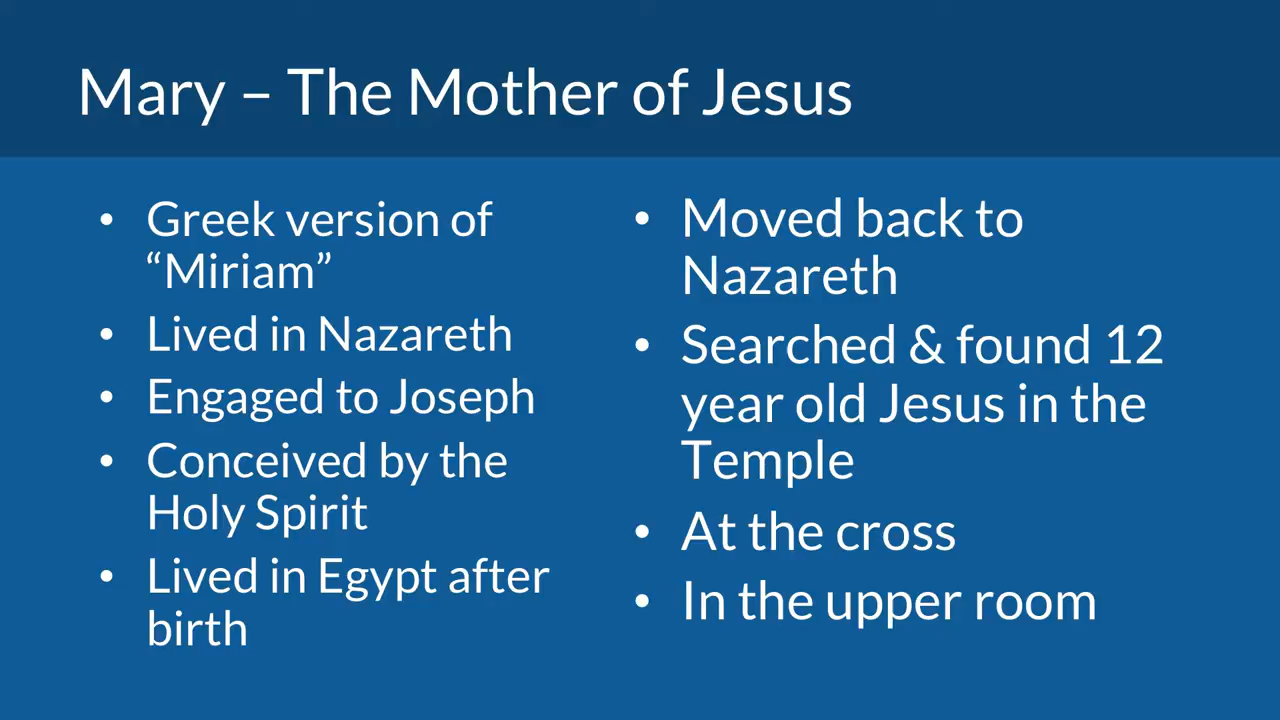 Mary – The Mother of Jesus
• Greek version of
“Miriam”
• Lived in Nazareth
• Engaged to Joseph
• Conceived by the
Holy Spirit
• Lived in Egypt after
birth
• Moved back to
Nazareth
• Searched & found 12
year old Jesus in the
Temple
• At the cross
• In the upper room